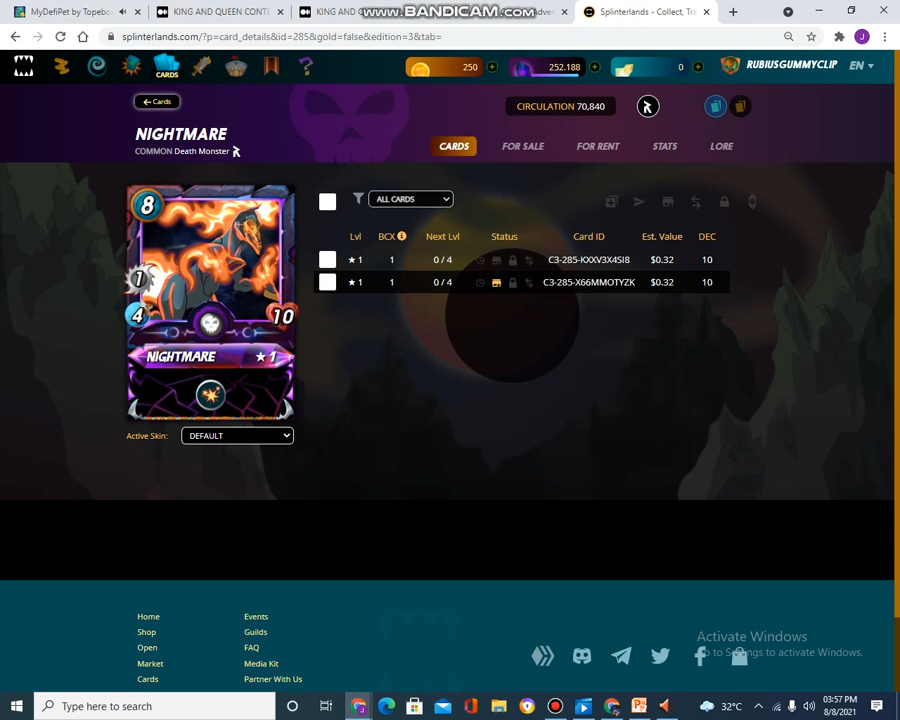 MyDefiPet by Topebo
KING AND QUEEN CONTE
KING AND Q
www.BANDICAM.com
dver
Splinterlands - Collect, Tra
splinterlands.com/?p=card_details&id=285&gold=false&edition=3&tab=
J
CARDS
250
252.188
0
RUBIUSGUMMYCLIP
EN
Cards
CIRCULATION 70,840
NIGHTMARE
COMMON Death Monster
CARDS
FOR SALE
FOR RENT
STATS
LORE
8
1
4
10
NIGHTMARE ★ 1
ALL CARDS
Lvl BCX Next Lvl Status Card ID Est. Value DEC
★ 1 1 0 / 4 C3-285-KXXV3X4SI8 $0.32 10
★ 1 1 0 / 4 C3-285-X66MMOTYZK $0.32 10
Active Skin: DEFAULT
Home Events
Shop Guilds
Open FAQ
Market Media Kit
Cards Partner With Us
Activate Windows
Go to Settings to activate Windows.
Type here to search
32°C
03:57 PM
8/8/2021